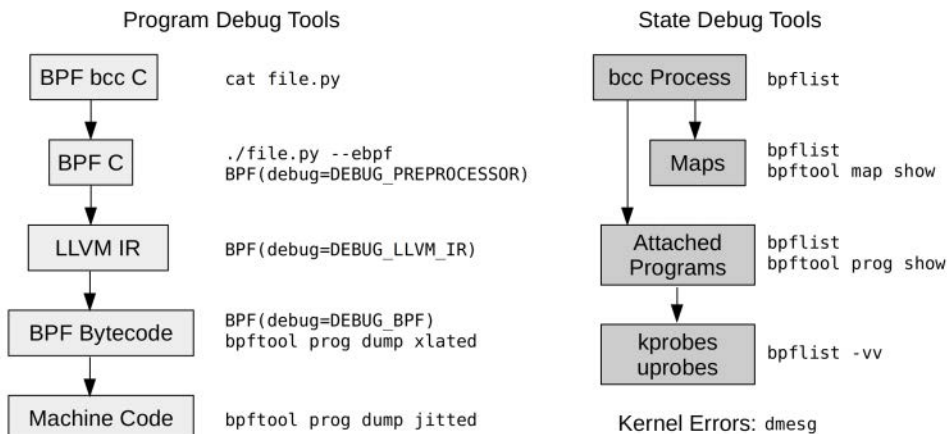 Program Debug Tools
BPF bcc C
cat file.py
BPF C
./file.py --ebpf
BPF(debug=DEBUG_PREPROCESSOR)
LLVM IR
BPF(debug=DEBUG_LLVM_IR)
BPF Bytecode
BPF(debug=DEBUG_BPF)
bpftool prog dump xlated
Machine Code
bpftool prog dump jitted
State Debug Tools
bcc Process
bpflist
Maps
bpflist
bpftool map show
Attached
Programs
bpflist
bpftool prog show
kprobes
uprobes
bpflist -vv
Kernel Errors: dmesg